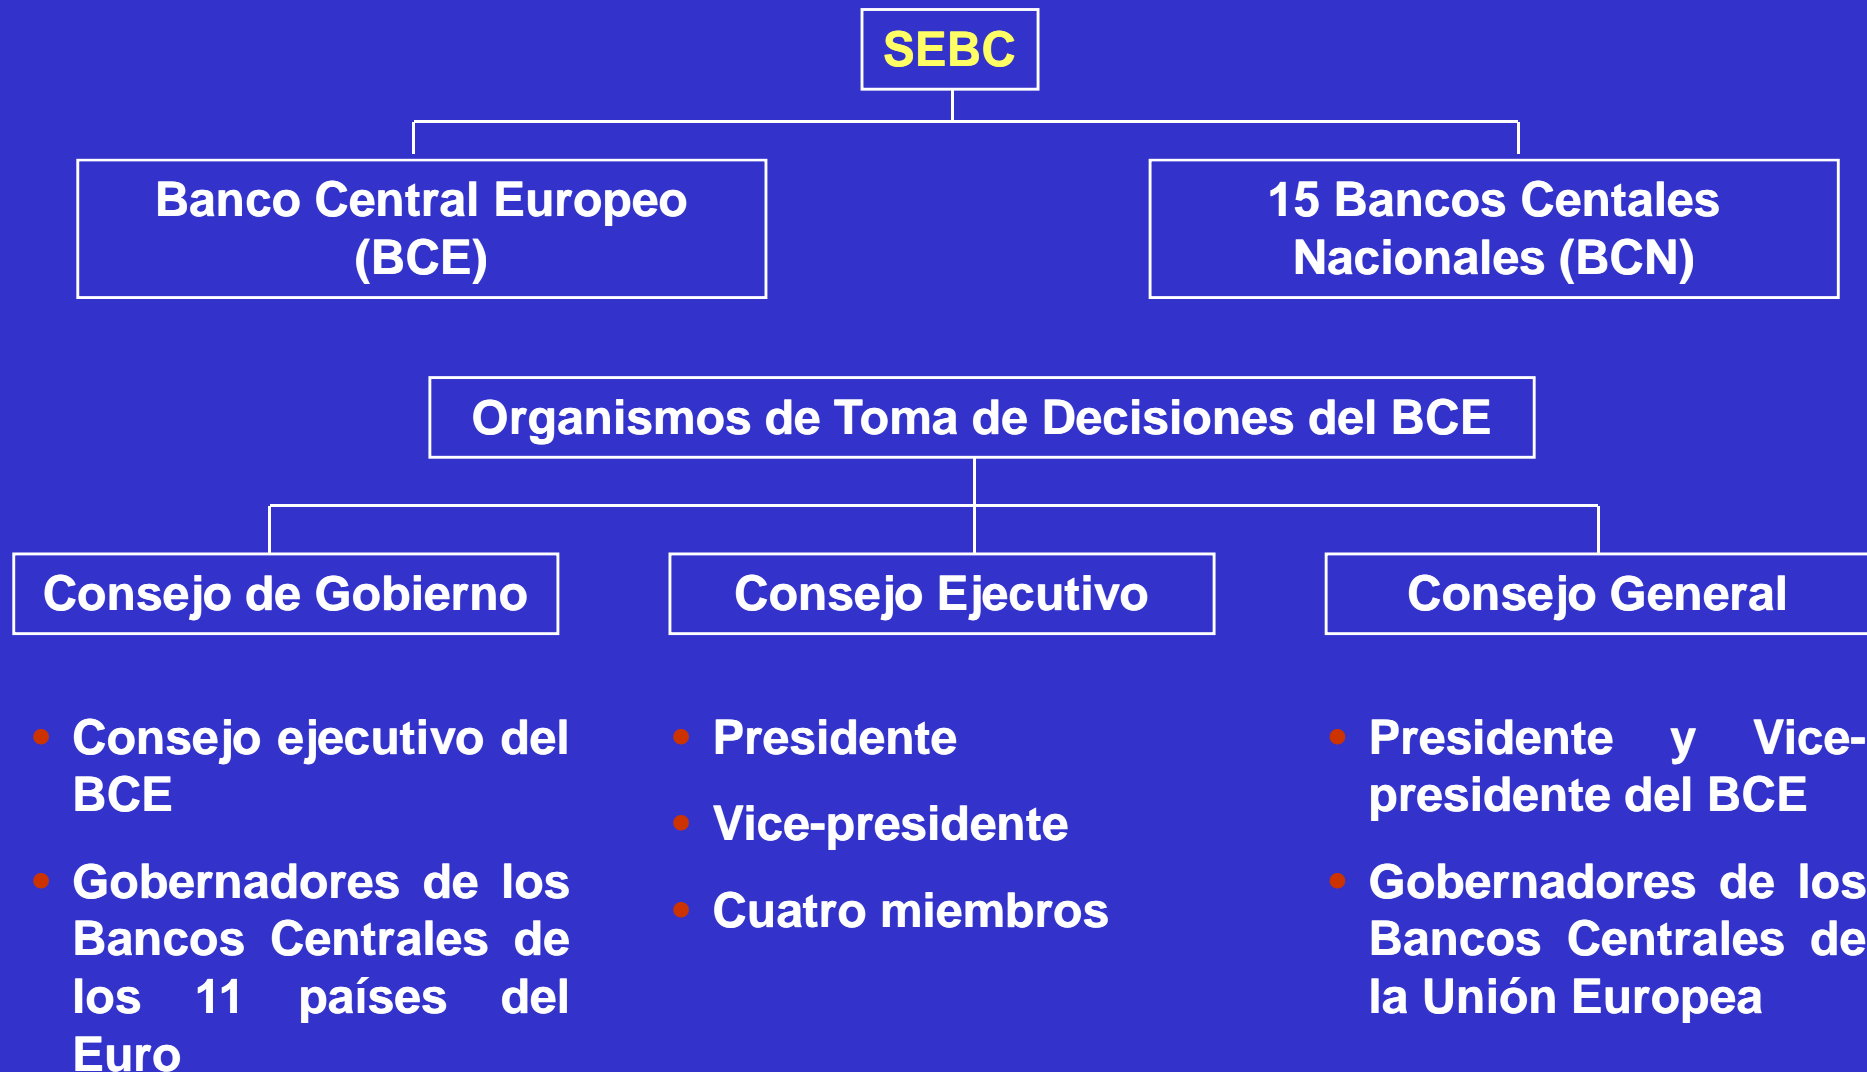 SEBC
Banco Central Europeo
(BCE)
15 Bancos Centales
Nacionales (BCN)
Organismos de Toma de Decisiones del BCE
Consejo de Gobierno
Consejo Ejecutivo
Consejo General
• Consejo ejecutivo del
BCE
• Gobernadores de los
Bancos Centrales de
los 11 países del
Euro
• Presidente
• Vice-presidente
• Cuatro miembros
• Presidente y Vice-
presidente del BCE
• Gobernadores de los
Bancos Centrales de
la Unión Europea